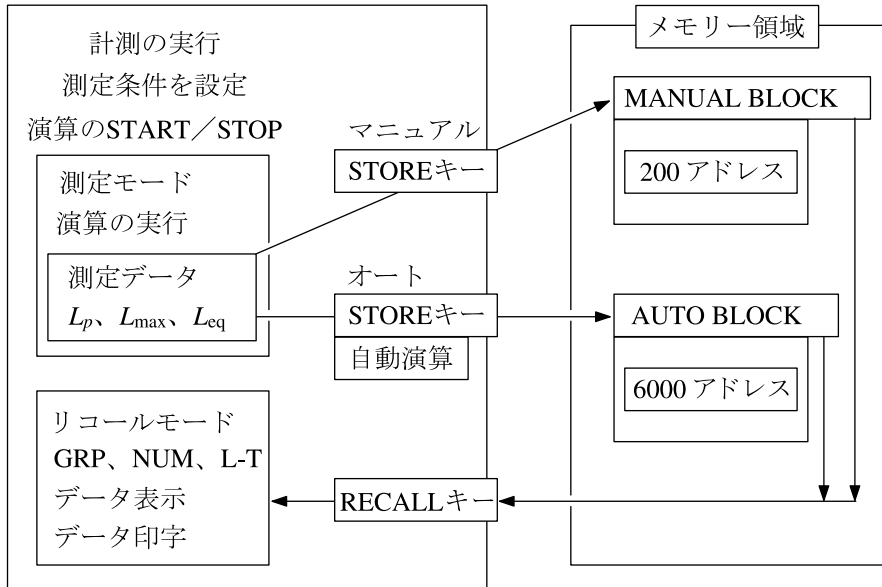 計測の実行
測定条件を設定
演算のSTART／STOP
測定モード
演算の実行
測定データ
Lp、Lmax、Leq
マニュアル
STOREキー
オート
STOREキー
自動演算
リコールモード
GRP、NUM、L-T
データ表示
データ印字
RECALLキー
メモリー領域
MANUAL BLOCK
200 アドレス
AUTO BLOCK
6000 アドレス